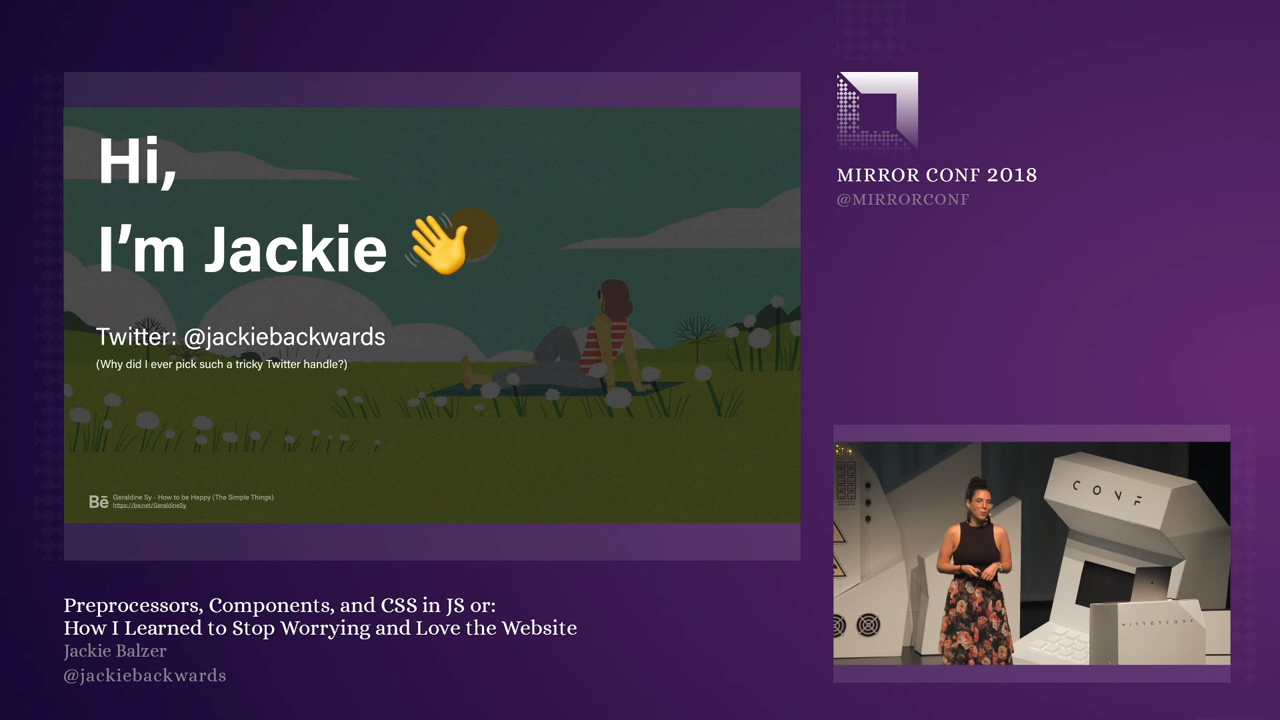 Hi,
I'm Jackie 👋
Twitter: @jackiebackwards
(Why did I ever pick such a tricky Twitter handle?)
Bē
Geraldine Sy - How to be Happy (The Simple Things)
https://be.net/GeraldineSy
MIRROR CONF 2018
@MIRRORCONF
CONF
MIRRORCONF
Preprocessors, Components, and CSS in JS or:
How I Learned to Stop Worrying and Love the Website
Jackie Balzer
@jackiebackwards